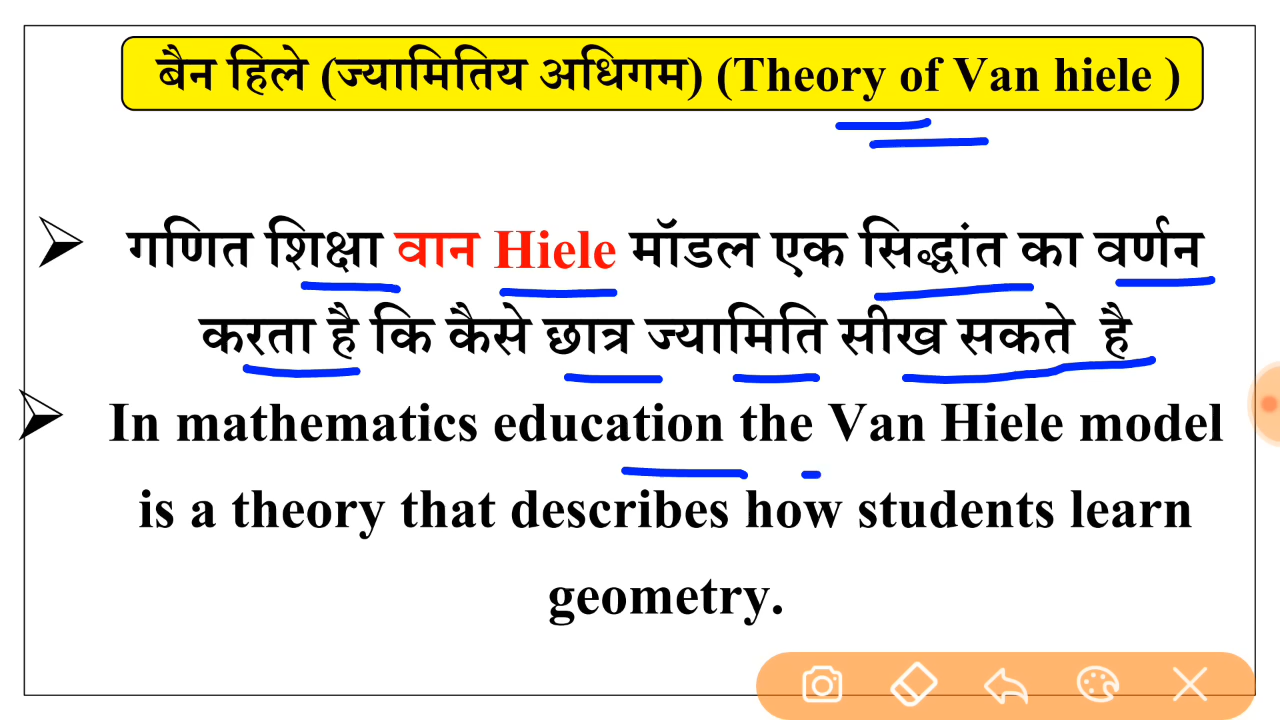 बैन हिले (ज्यामितिय अधिगम) (Theory of Van hiele )
गणित शिक्षा वान Hiele मॉडल एक सिद्धांत का वर्णन
करता है कि कैसे छात्र ज्यामिति सीख सकते है
In mathematics education the Van Hiele model
is a theory that describes how students learn
geometry.